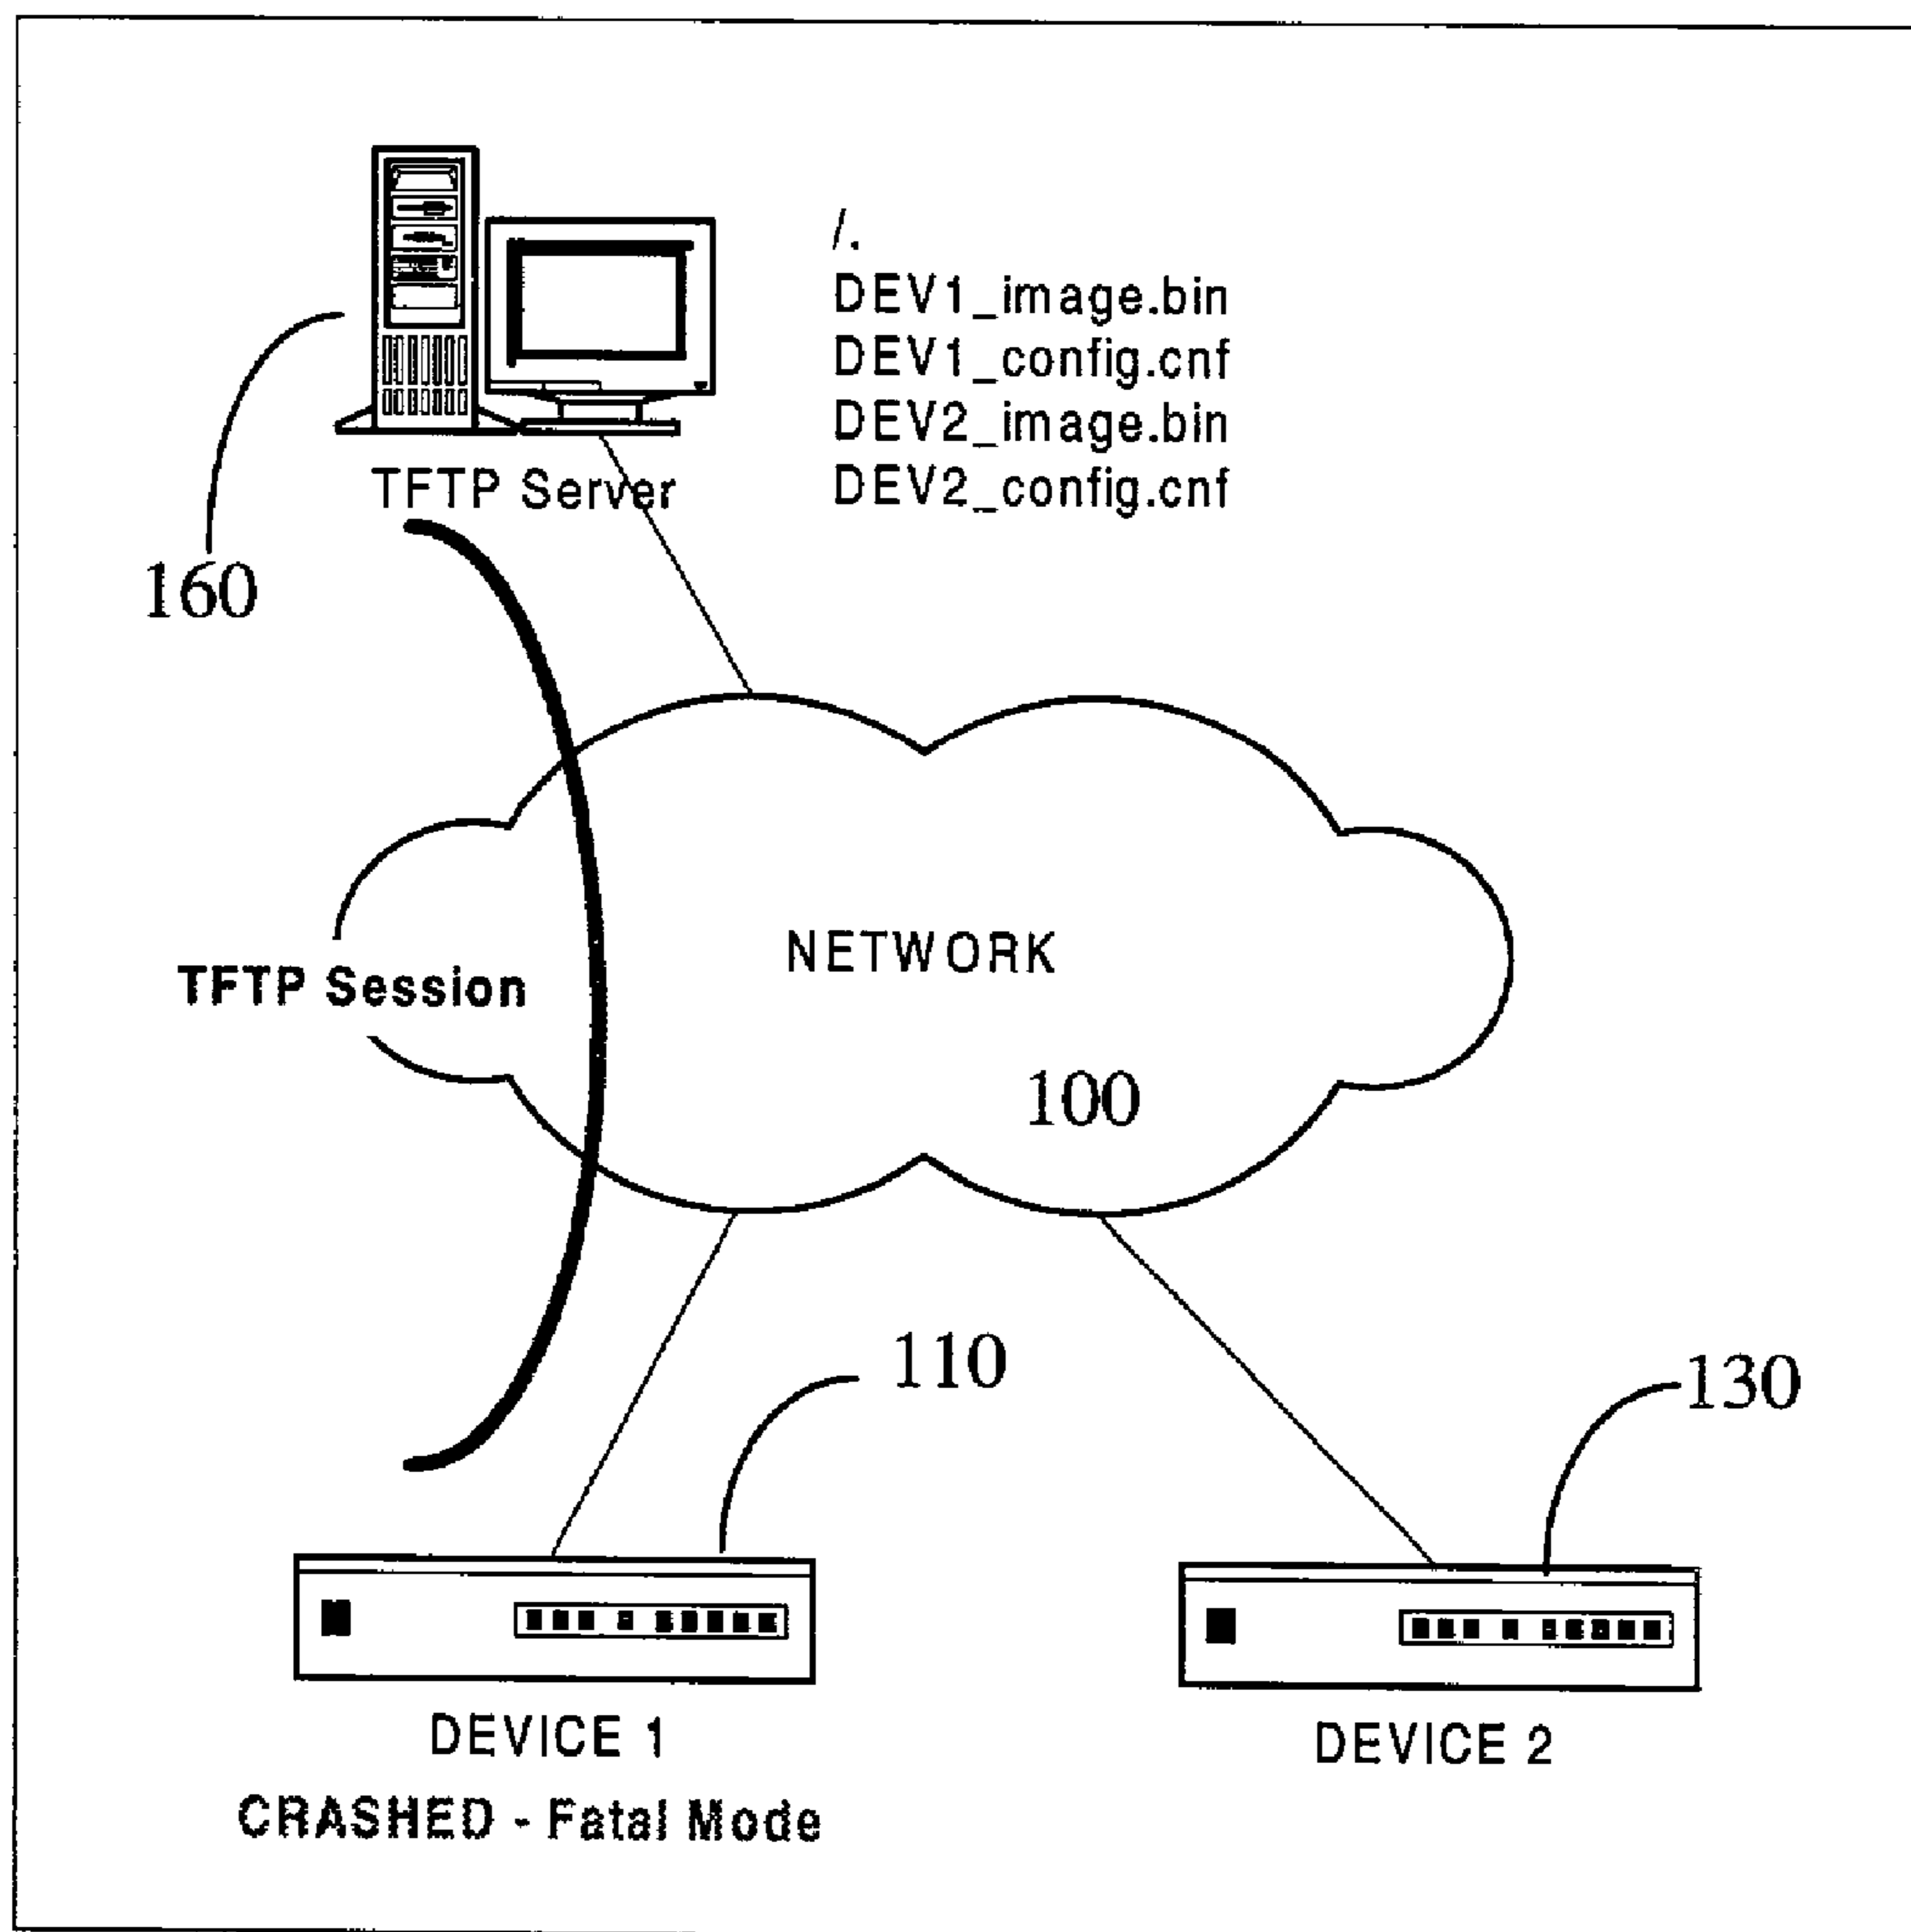 /.
DEV1_image.bin
DEV1_config.cnf
DEV2_image.bin
DEV2_config.cnf
TFTP Server
160
NETWORK
TFTP Session
100
110
130
DEVICE 1
CRASHED - Fatal Mode
DEVICE 2